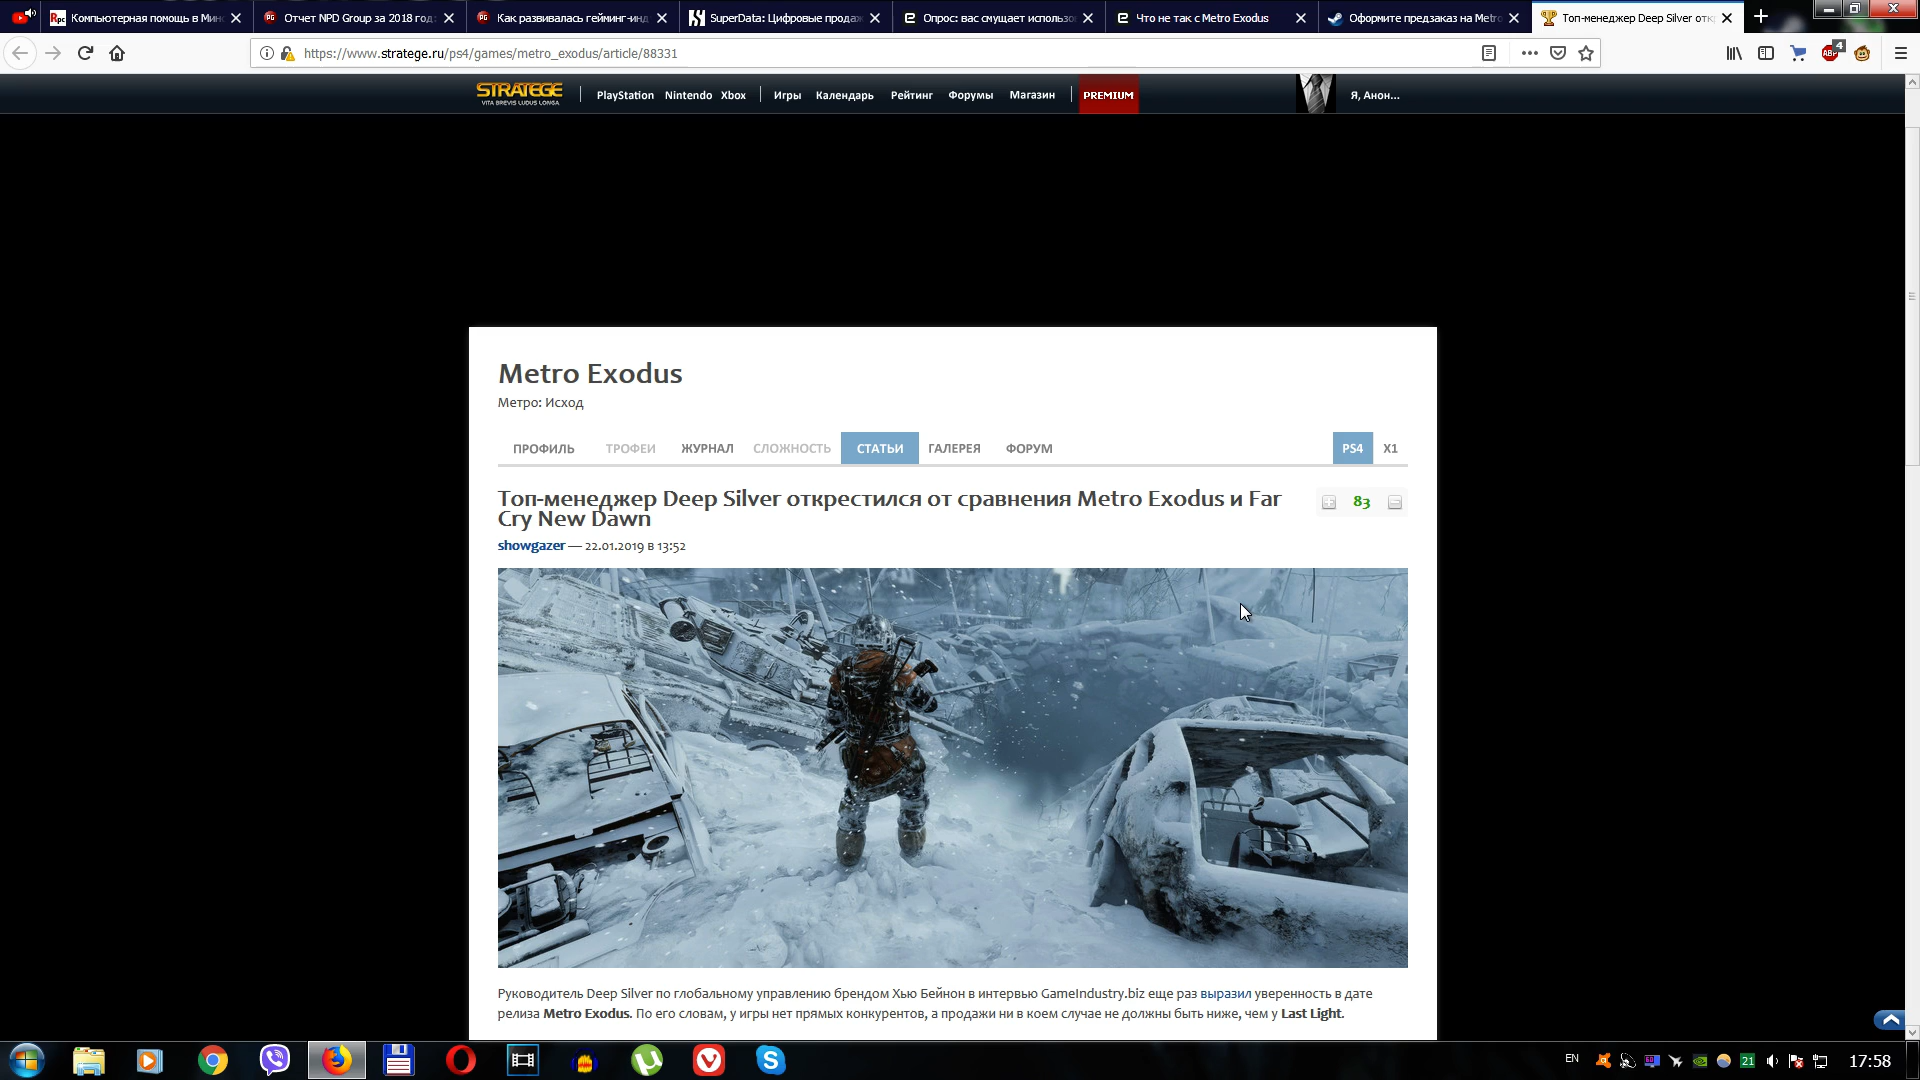 Компьютерная помощь в Минс
Отчет NPD Group за 2018 год:
Как развивалась гейминг-инд
SuperData: Цифровые продаж
Опрос: вас смущает использо
Что не так с Metro Exodus
Оформите предзаказ на Metro
Топ-менеджер Deep Silver отк
https://www.stratege.ru/ps4/games/metro_exodus/article/88331
ABP 4
STRATEGE
VITA BREVIS LUDUS LONGA
PlayStation Nintendo Xbox Игры Календарь Рейтинг Форумы Магазин PREMIUM Я, Анон...
Metro Exodus
Метро: Исход
ПРОФИЛЬ ТРОФЕИ ЖУРНАЛ СЛОЖНОСТЬ СТАТЬИ ГАЛЕРЕЯ ФОРУМ PS4 X1
Топ-менеджер Deep Silver открестился от сравнения Metro Exodus и Far
Cry New Dawn
83
showgazer — 22.01.2019 в 13:52
Руководитель Deep Silver по глобальному управлению брендом Хью Бейнон в интервью GameIndustry.biz еще раз выразил уверенность в дате
релиза Metro Exodus. По его словам, у игры нет прямых конкурентов, а продажи ни в коем случае не должны быть ниже, чем у Last Light.
EN 21 17:58